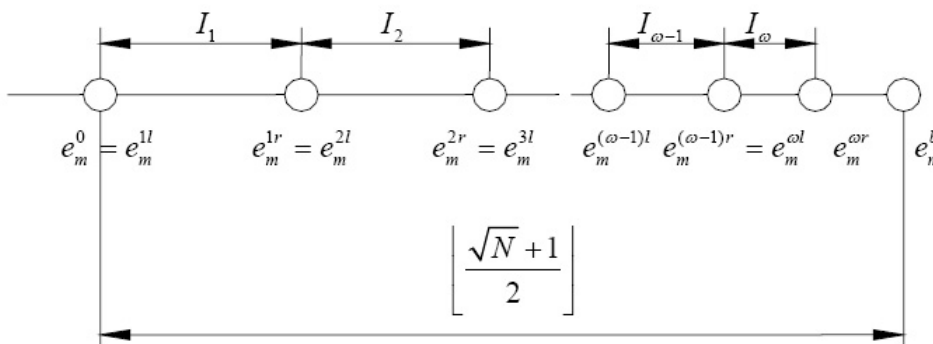 I_1 I_2 I_{ω-1} I_ω
e_m^0 = e_m^{1l} e_m^{1r} = e_m^{2l} e_m^{2r} = e_m^{3l} e_m^{(ω-1)l} e_m^{(ω-1)r} = e_m^{ωl} e_m^{ωr}
⌊(√N + 1)/2⌋